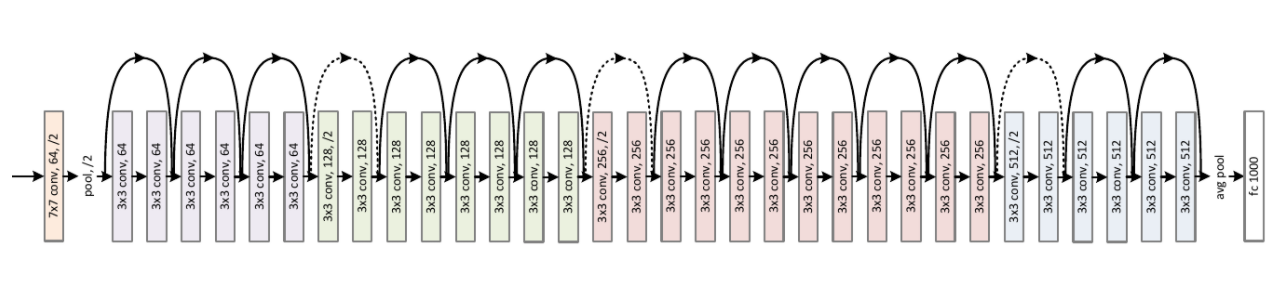 7x7 conv, 64, /2
pool, /2
3x3 conv, 64
3x3 conv, 64
3x3 conv, 64
3x3 conv, 64
3x3 conv, 64
3x3 conv, 64
3x3 conv, 128, /2
3x3 conv, 128
3x3 conv, 128
3x3 conv, 128
3x3 conv, 128
3x3 conv, 128
3x3 conv, 128
3x3 conv, 128
3x3 conv, 256, /2
3x3 conv, 256
3x3 conv, 256
3x3 conv, 256
3x3 conv, 256
3x3 conv, 256
3x3 conv, 256
3x3 conv, 256
3x3 conv, 256
3x3 conv, 256
3x3 conv, 256
3x3 conv, 256
3x3 conv, 512, /2
3x3 conv, 512
3x3 conv, 512
3x3 conv, 512
3x3 conv, 512
3x3 conv, 512
avg pool
fc 1000